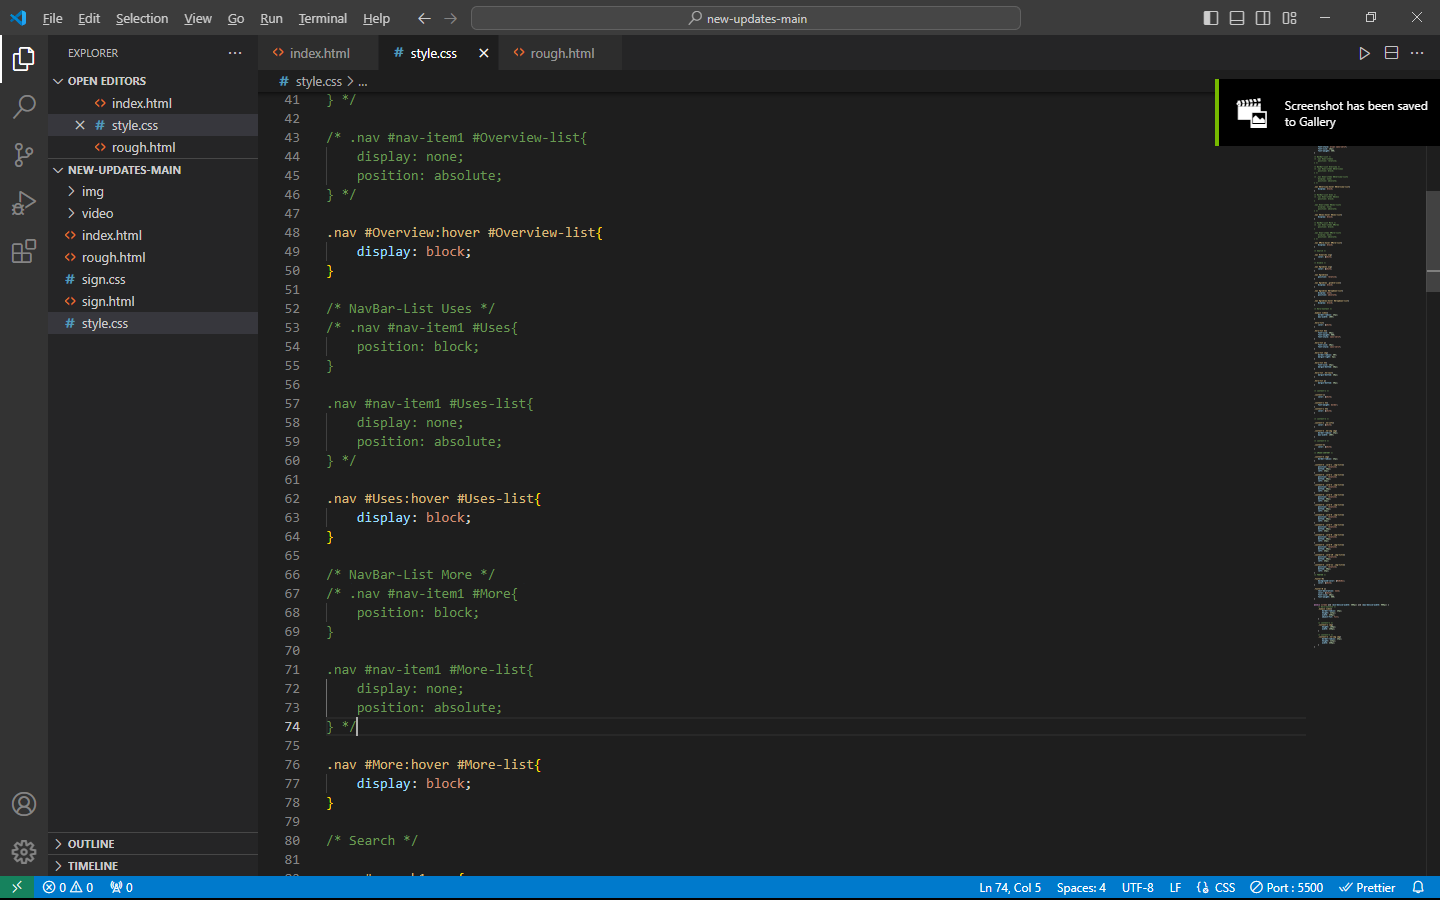 File Edit Selection View Go Run Terminal Help
new-updates-main
EXPLORER
index.html
style.css
rough.html
OPEN EDITORS
index.html
style.css
rough.html
NEW-UPDATES-MAIN
img
video
index.html
rough.html
sign.css
sign.html
style.css
OUTLINE
TIMELINE
# style.css > ...
Screenshot has been saved
to Gallery
41 } */
42
43 /* .nav #nav-item1 #Overview-list{
44 display: none;
45 position: absolute;
46 } */
47
48 .nav #Overview:hover #Overview-list{
49 display: block;
50 }
51
52 /* NavBar-List Uses */
53 /* .nav #nav-item1 #Uses{
54 position: block;
55 }
56
57 .nav #nav-item1 #Uses-list{
58 display: none;
59 position: absolute;
60 } */
61
62 .nav #Uses:hover #Uses-list{
63 display: block;
64 }
65
66 /* NavBar-List More */
67 /* .nav #nav-item1 #More{
68 position: block;
69 }
70
71 .nav #nav-item1 #More-list{
72 display: none;
73 position: absolute;
74 } */
75
76 .nav #More:hover #More-list{
77 display: block;
78 }
79
80 /* Search */
81
0 0 0
Ln 74, Col 5 Spaces: 4 UTF-8 LF CSS Port : 5500 Prettier